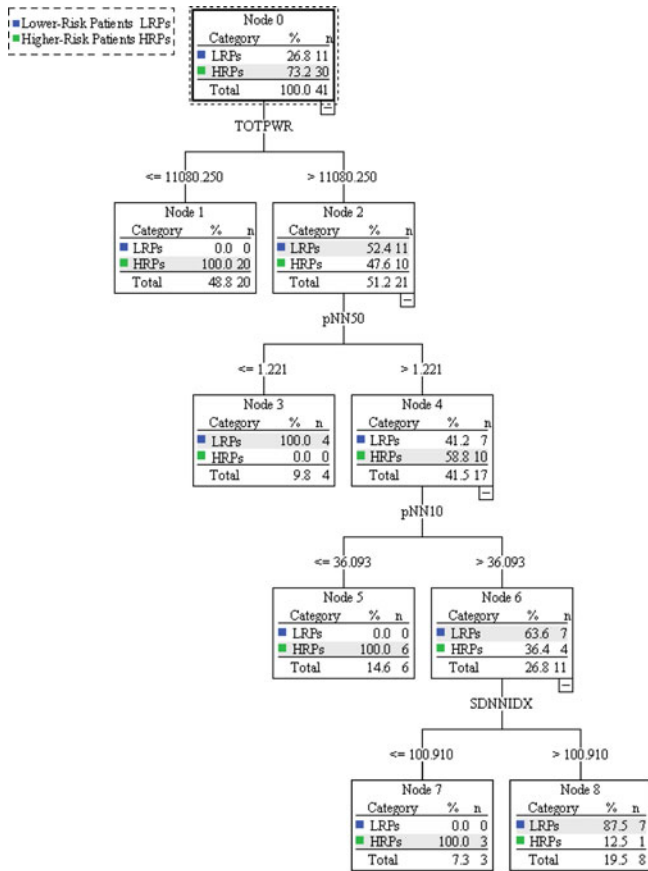 Lower-Risk Patients LRPs
Higher-Risk Patients HRPs
Node 0
Category % n
LRPs 26.8 11
HRPs 73.2 30
Total 100.0 41
TOTPWR
<= 11080.250
> 11080.250
Node 1
Category % n
LRPs 0.0 0
HRPs 100.0 20
Total 48.8 20
Node 2
Category % n
LRPs 52.4 11
HRPs 47.6 10
Total 51.2 21
pNN50
<= 1.221
> 1.221
Node 3
Category % n
LRPs 100.0 4
HRPs 0.0 0
Total 9.8 4
Node 4
Category % n
LRPs 41.2 7
HRPs 58.8 10
Total 41.5 17
pNN10
<= 36.093
> 36.093
Node 5
Category % n
LRPs 0.0 0
HRPs 100.0 6
Total 14.6 6
Node 6
Category % n
LRPs 63.6 7
HRPs 36.4 4
Total 26.8 11
SDNNIDX
<= 100.910
> 100.910
Node 7
Category % n
LRPs 0.0 0
HRPs 100.0 3
Total 7.3 3
Node 8
Category % n
LRPs 87.5 7
HRPs 12.5 1
Total 19.5 8